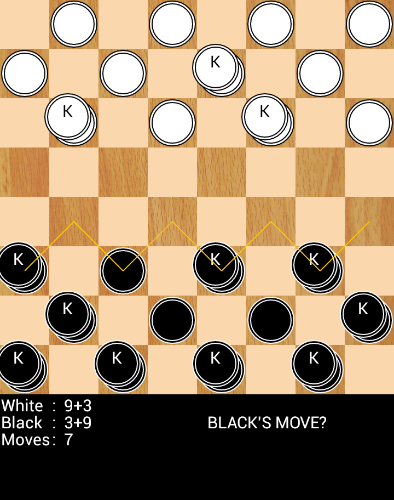 K
K K
K K K
K K
K K K K
White : 9+3
Black : 3+9
Moves: 7
BLACK'S MOVE?